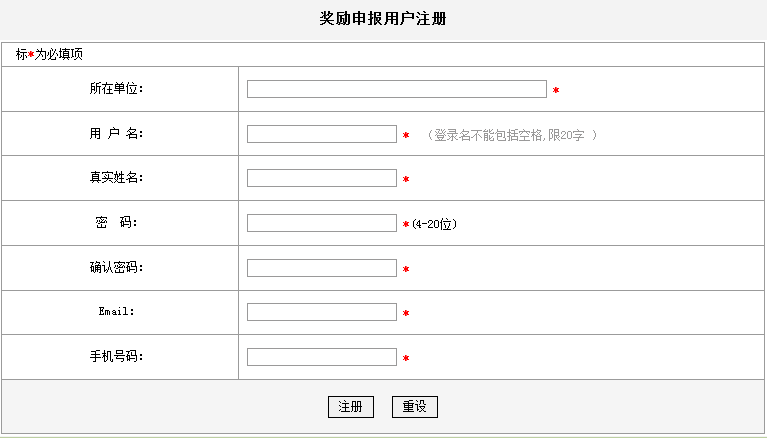 奖励申报用户注册
标*为必填项
所在单位: *
用 户 名: * （登录名不能包括空格,限20字 ）
真实姓名: *
密 码: *(4-20位)
确认密码: *
Email: *
手机号码: *
注册 重设